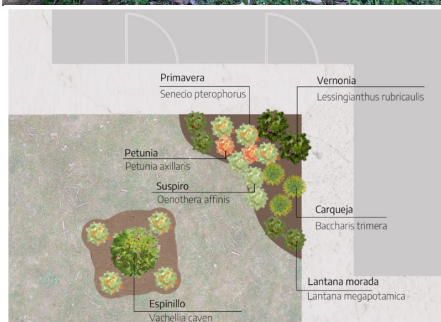 Primavera
Senecio pterophorus
Vernonia
Lessingianthus rubricaulis
Petunia
Petunia axillaris
Suspiro
Oenothera affinis
Carqueja
Baccharis trimera
Lantana morada
Lantana megapotamica
Espinillo
Vachellia caven